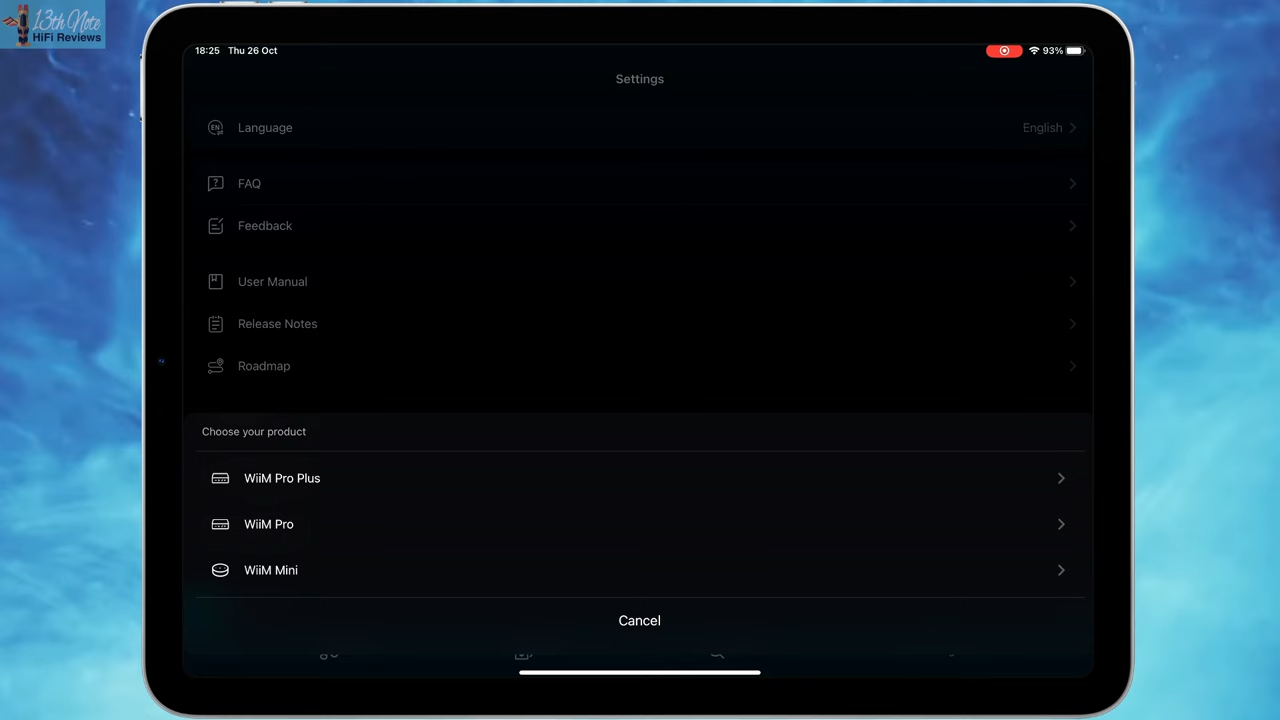 13th Note
HiFi Reviews
18:25 Thu 26 Oct
93%
Settings
EN
Language
English
FAQ
Feedback
User Manual
Release Notes
Roadmap
Choose your product
WiiM Pro Plus
WiiM Pro
WiiM Mini
Cancel